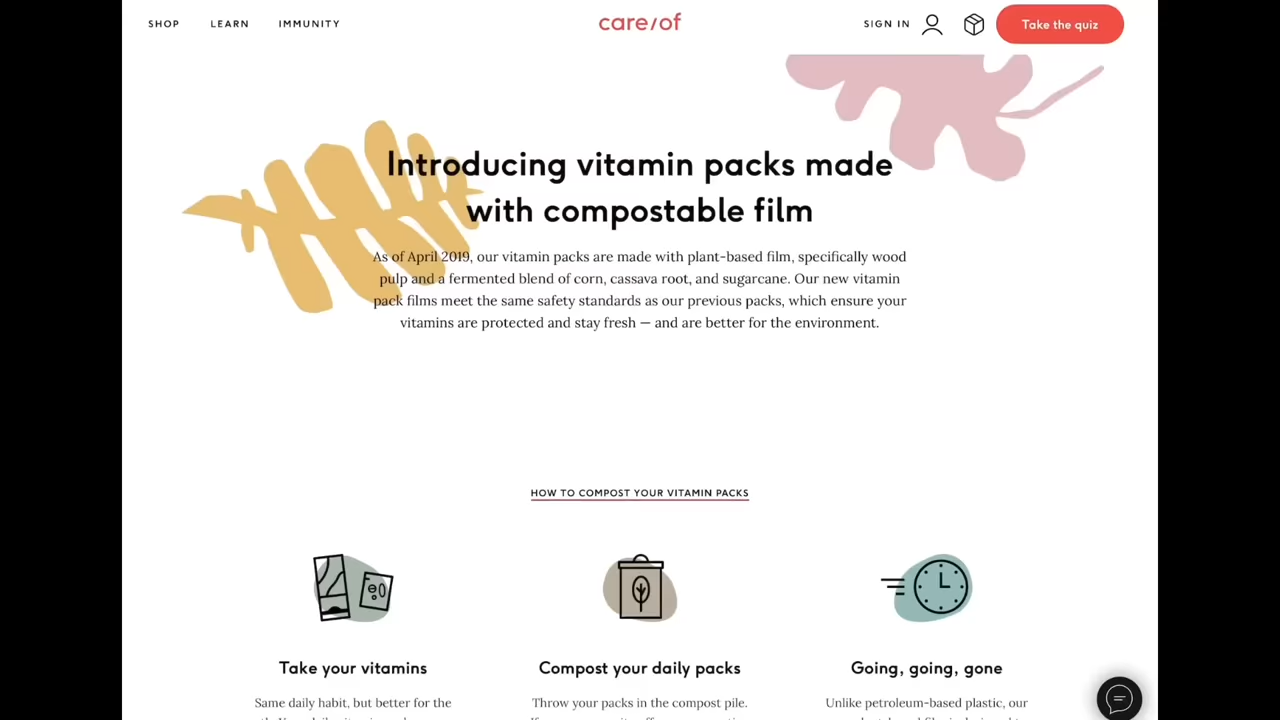 SHOP LEARN IMMUNITY care/of SIGN IN Take the quiz
Introducing vitamin packs made
with compostable film
As of April 2019, our vitamin packs are made with plant-based film, specifically wood
pulp and a fermented blend of corn, cassava root, and sugarcane. Our new vitamin
pack films meet the same safety standards as our previous packs, which ensure your
vitamins are protected and stay fresh — and are better for the environment.
HOW TO COMPOST YOUR VITAMIN PACKS
Take your vitamins
Same daily habit, but better for the
Compost your daily packs
Throw your packs in the compost pile.
Going, going, gone
Unlike petroleum-based plastic, our